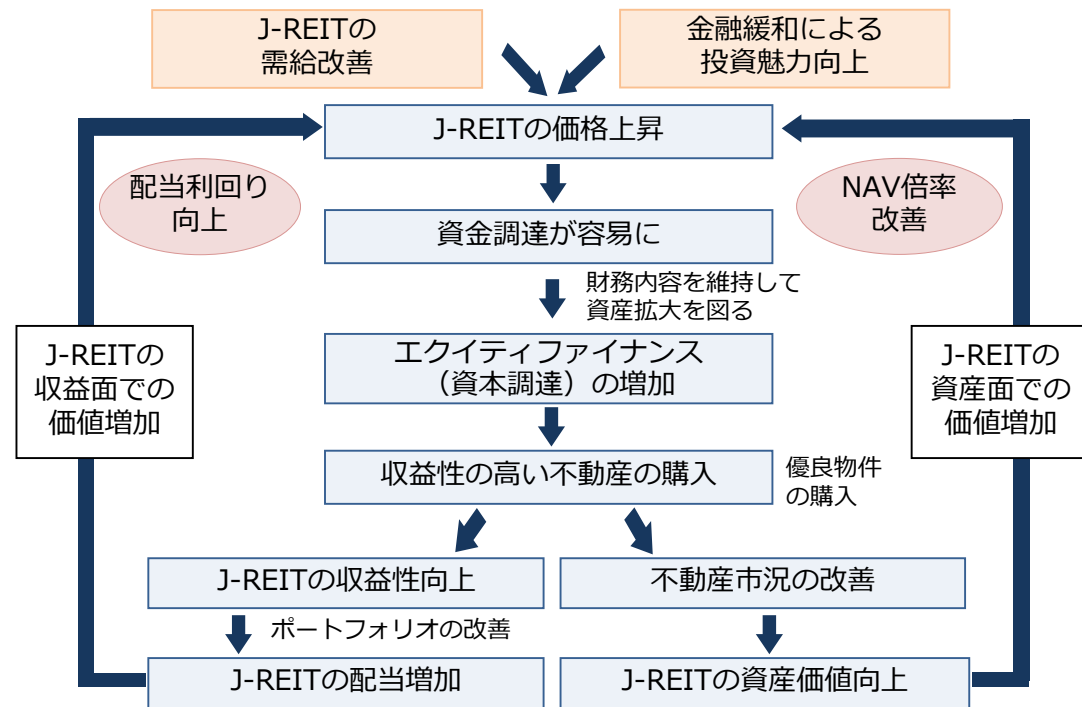 J-REITの
需給改善
金融緩和による
投資魅力向上
J-REITの価格上昇
配当利回り
向上
NAV倍率
改善
資金調達が容易に
財務内容を維持して
資産拡大を図る
J-REITの
収益面での
価値増加
エクイティファイナンス
（資本調達）の増加
J-REITの
資産面での
価値増加
収益性の高い不動産の購入
優良物件
の購入
J-REITの収益性向上
不動産市況の改善
ポートフォリオの改善
J-REITの配当増加
J-REITの資産価値向上